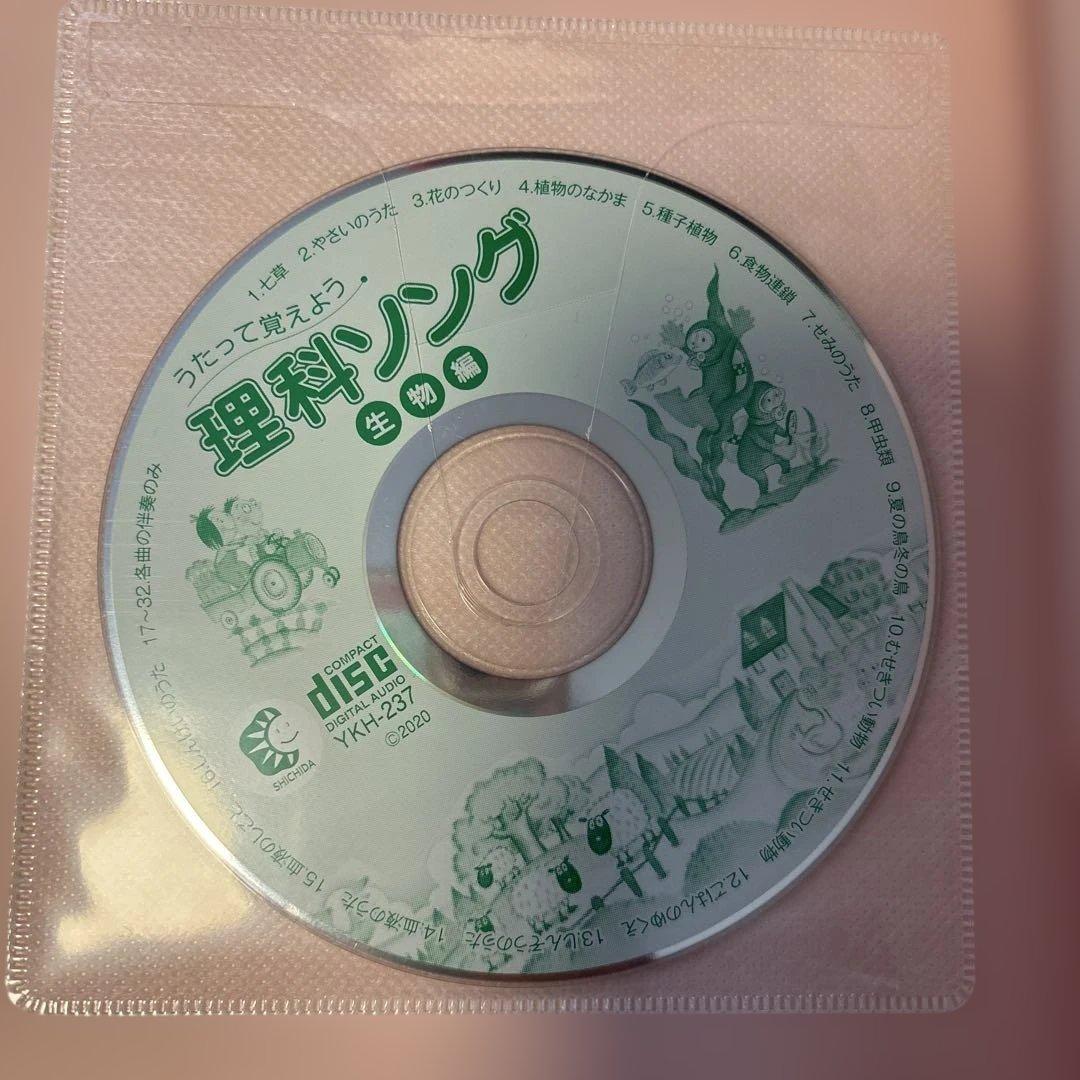 うたって覚えよう
理科ソング
生物編
1.七草
2.やさいのうた
3.花のつくり
4.植物のなかま
5.種子植物
6.食物連鎖
7.せみのうた
8.甲虫類
9.夏の鳥冬の鳥
10.むせきつい動物
11.せきつい動物
12.ごはんのゆくえ
13.しんぞうのうた
14.血液のうた
15.血液のしごと
17~32.各曲の伴奏のみ
COMPACT
disc
DIGITAL AUDIO
YKH-237
©2020
SHICHIDA